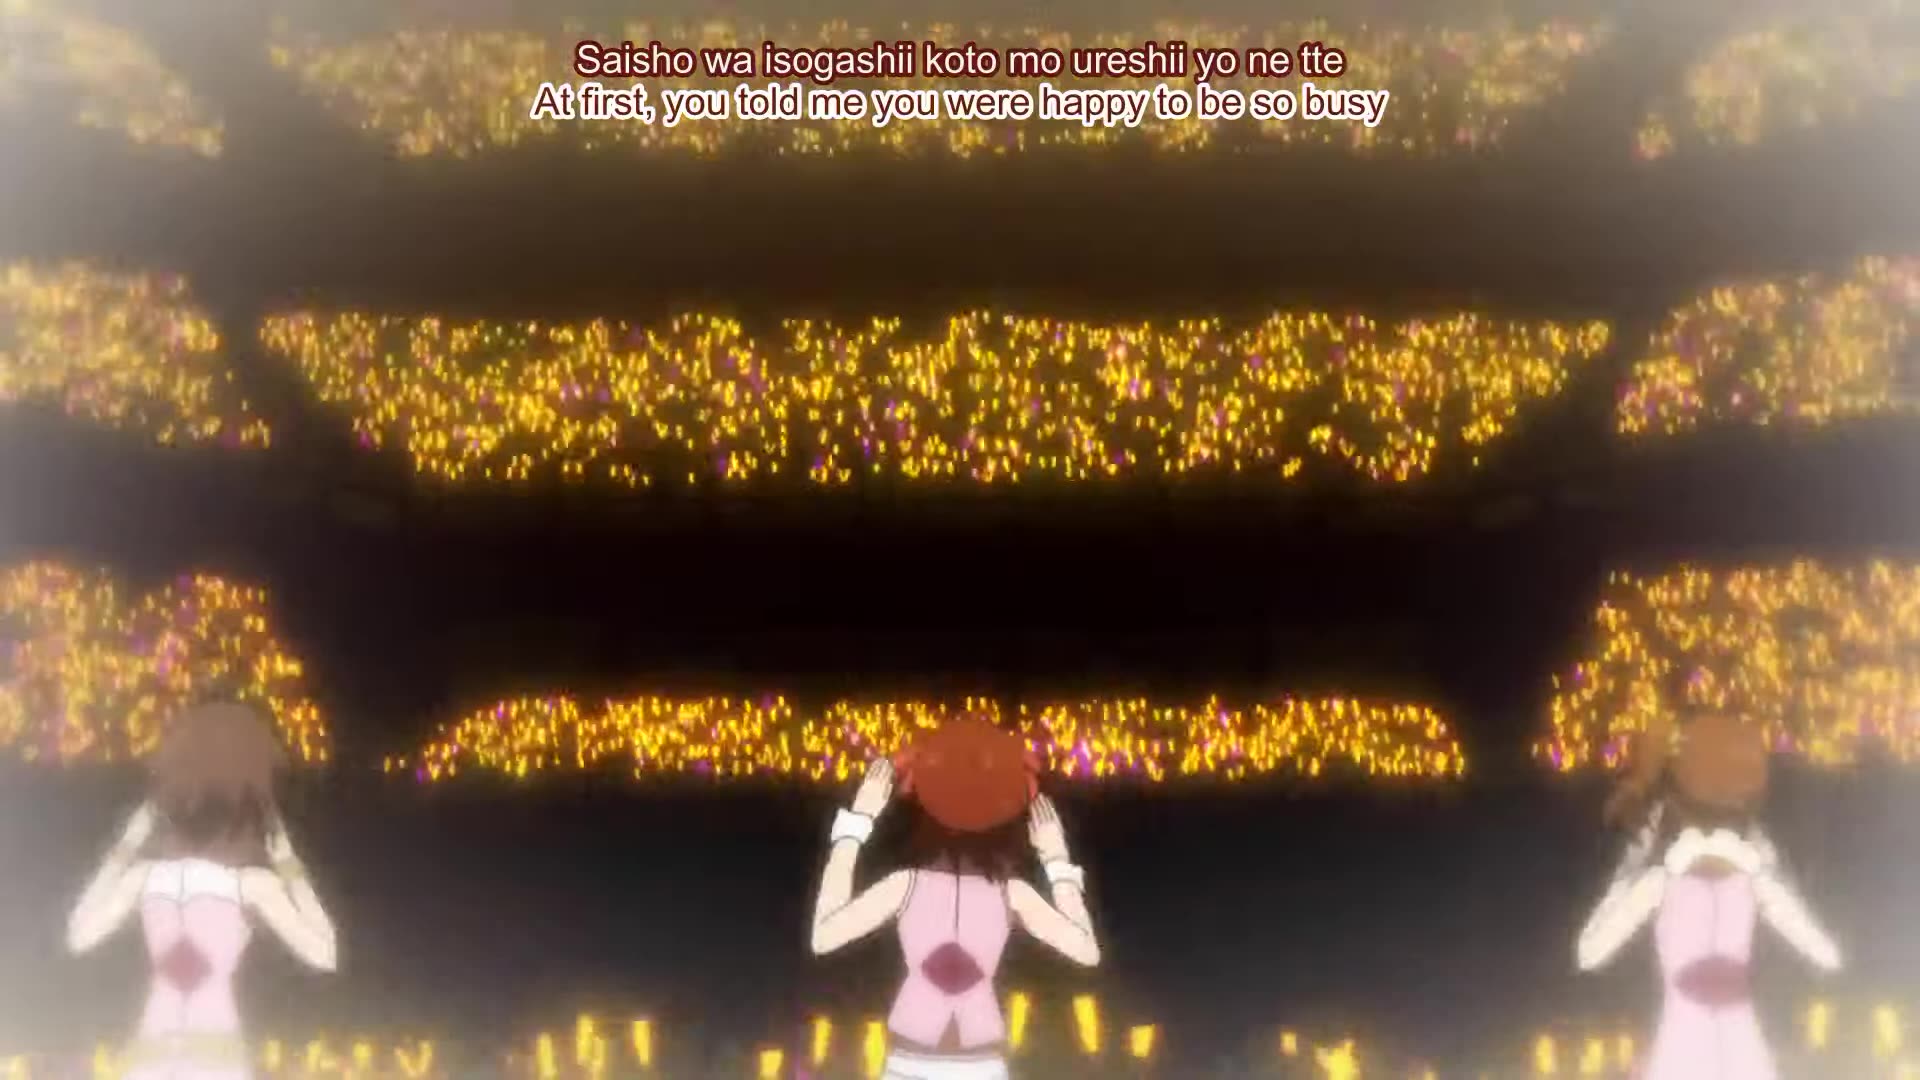 Saisho wa isogashii koto mo ureshii yo ne tte
At first, you told me you were happy to be so busy